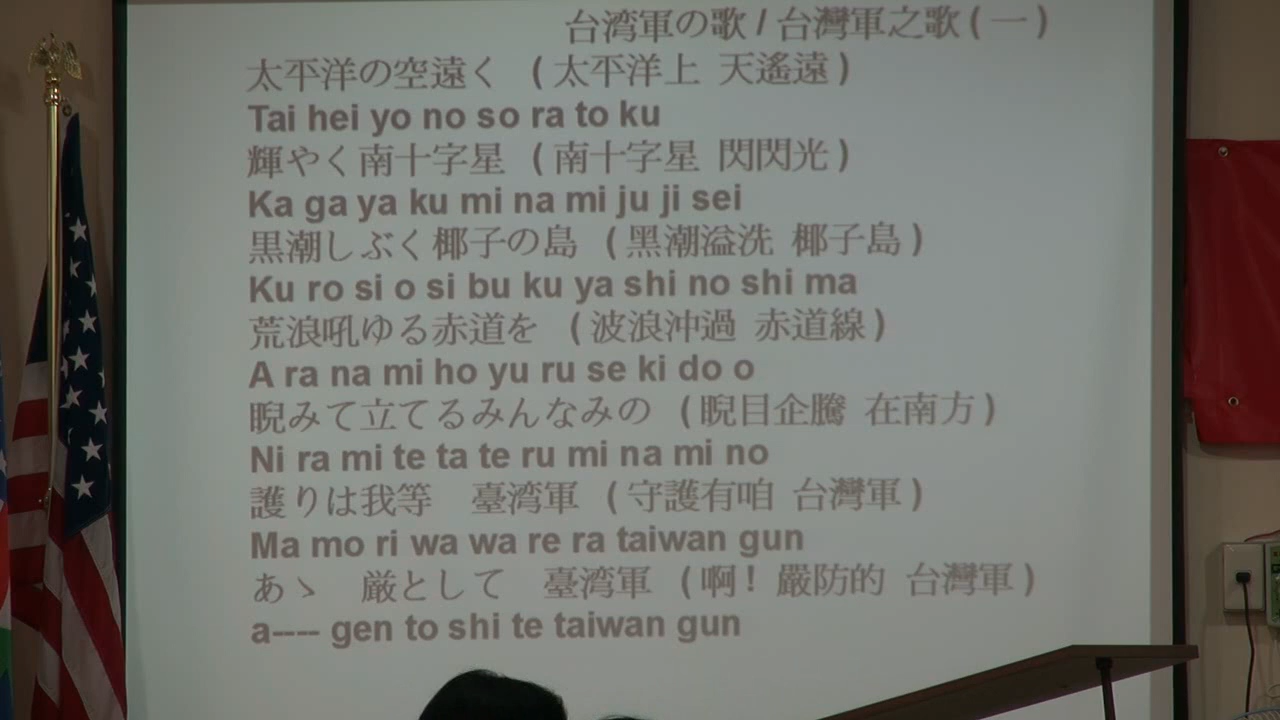 台湾軍の歌 / 台灣軍之歌 ( 一 )
太平洋の空遠く ( 太平洋上 天遙遠 )
Tai hei yo no so ra to ku
輝やく南十字星 ( 南十字星 閃閃光 )
Ka ga ya ku mi na mi ju ji sei
黒潮しぶく椰子の島 ( 黑潮溢洗 椰子島 )
Ku ro si o si bu ku ya shi no shi ma
荒浪吼ゆる赤道を ( 波浪沖過 赤道線 )
A ra na mi ho yu ru se ki do o
睨みて立てるみんなみの ( 睨目企騰 在南方 )
Ni ra mi te ta te ru mi na mi no
護りは我等 臺湾軍 ( 守護有咱 台灣軍 )
Ma mo ri wa wa re ra taiwan gun
あゝ 厳として 臺湾軍 ( 啊! 嚴防的 台灣軍 )
a---- gen to shi te taiwan gun